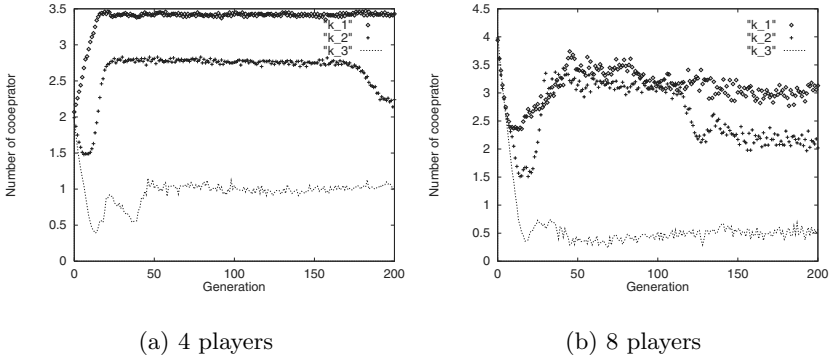 3.5
3
2.5
2
1.5
1
0.5
0
Number of cooeprator
"k_1"
"k_2"
"k_3"
0 50 100 150 200
Generation
(a) 4 players
4.5
4
3.5
3
2.5
2
1.5
1
0.5
0
Number of cooeprator
"k_1"
"k_2"
"k_3"
0 50 100 150 200
Generation
(b) 8 players